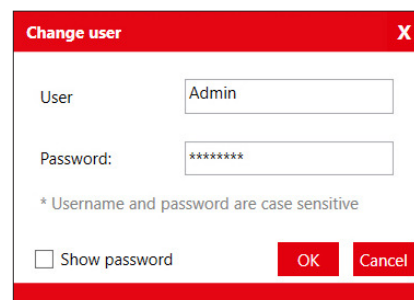 Change user X
User Admin
Password: ********
* Username and password are case sensitive
Show password OK Cancel